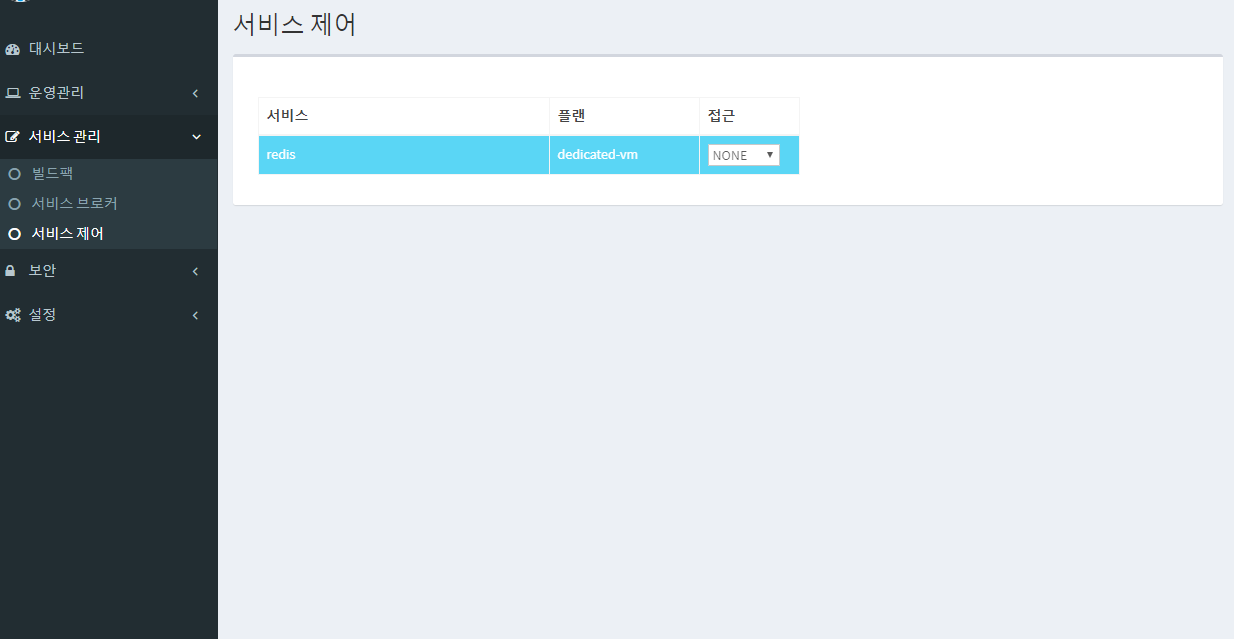 서비스 제어
대시보드
운영관리
서비스 관리
빌드팩
서비스 브로커
서비스 제어
보안
설정
서비스 플랜 접근
redis dedicated-vm NONE